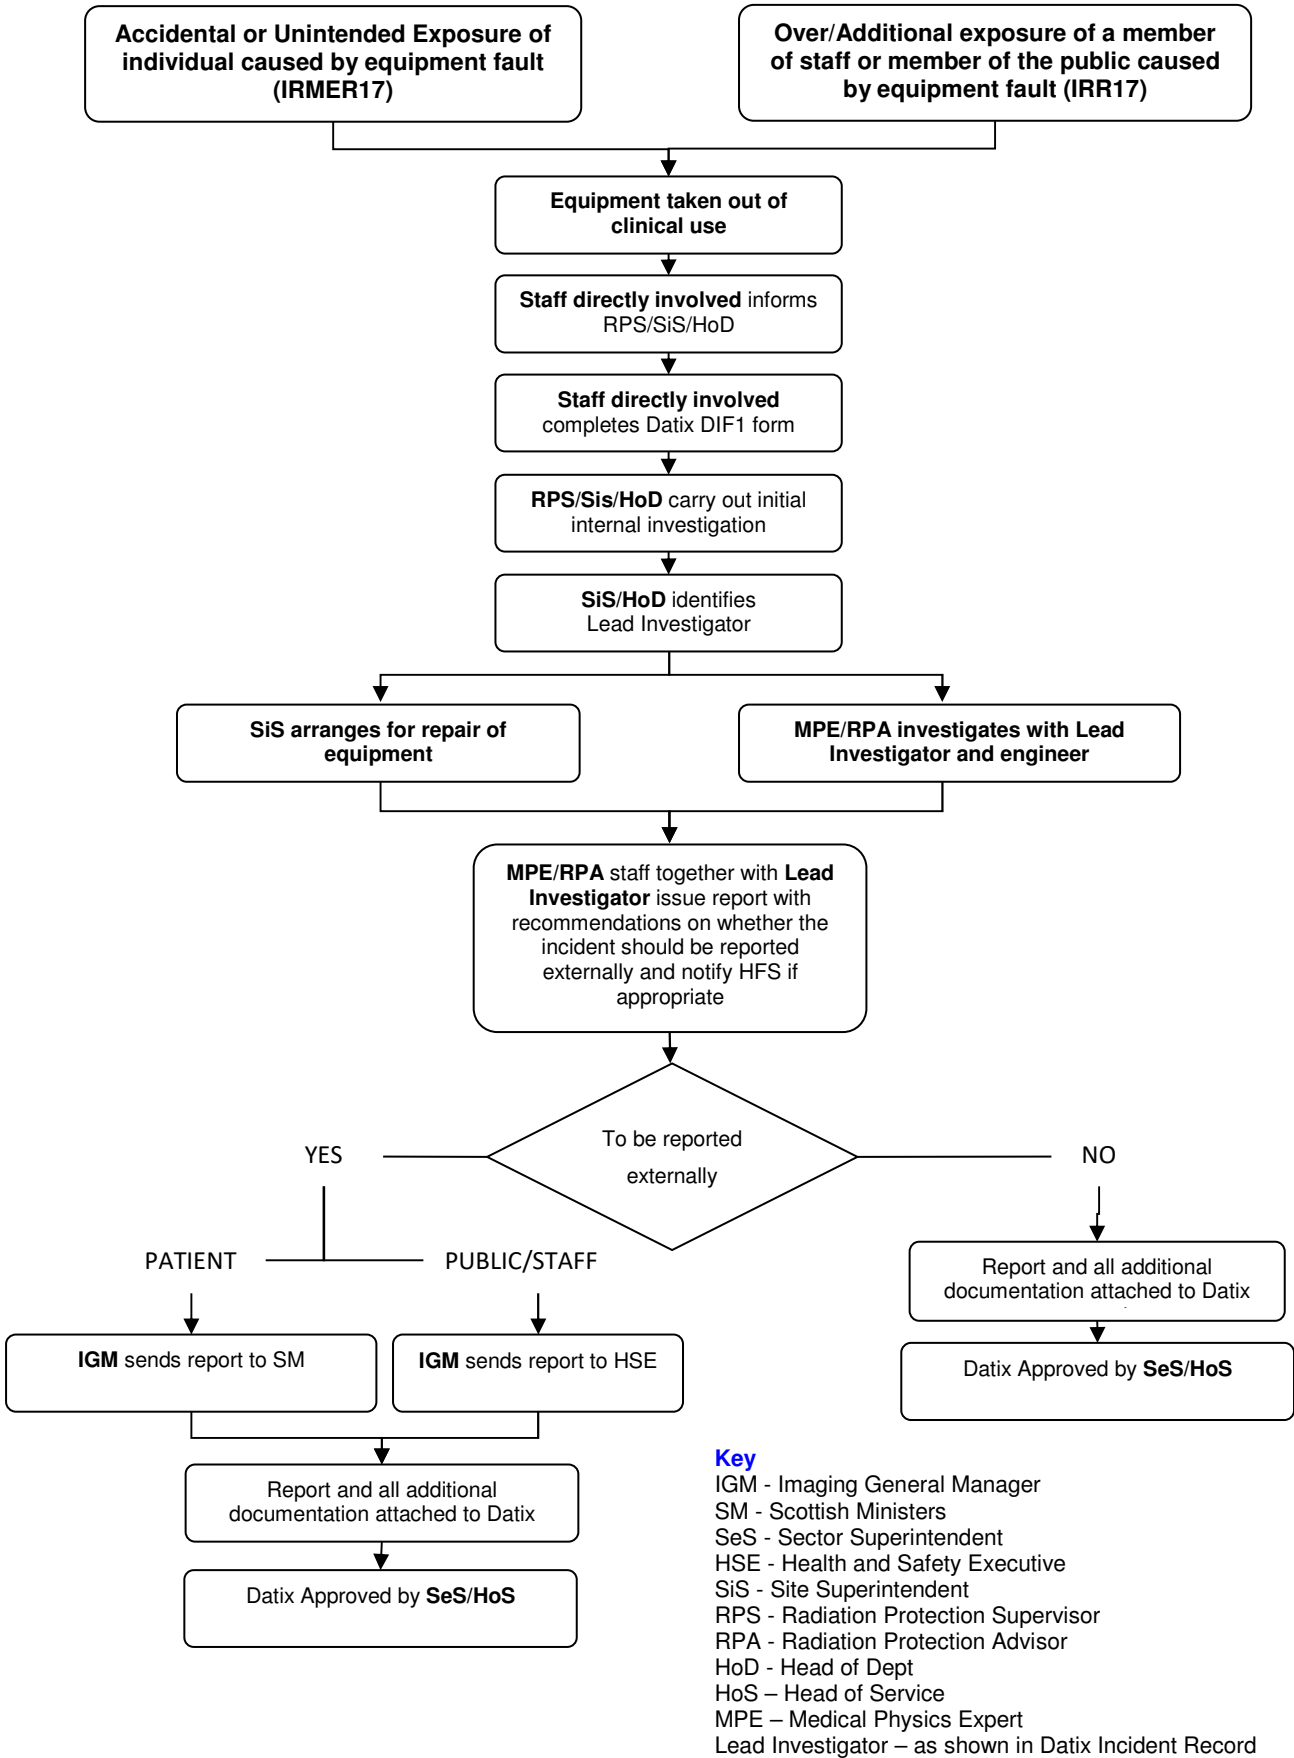 Accidental or Unintended Exposure of
individual caused by equipment fault
(IRMER17)
Over/Additional exposure of a member
of staff or member of the public caused
by equipment fault (IRR17)
Equipment taken out of
clinical use
Staff directly involved informs
RPS/SiS/HoD
Staff directly involved
completes Datix DIF1 form
RPS/Sis/HoD carry out initial
internal investigation
SiS/HoD identifies
Lead Investigator
SiS arranges for repair of
equipment
MPE/RPA investigates with Lead
Investigator and engineer
MPE/RPA staff together with Lead
Investigator issue report with
recommendations on whether the
incident should be reported
externally and notify HFS if
appropriate
To be reported
externally
YES
NO
PATIENT
PUBLIC/STAFF
Report and all additional
documentation attached to Datix
IGM sends report to SM
IGM sends report to HSE
Datix Approved by SeS/HoS
Report and all additional
documentation attached to Datix
Datix Approved by SeS/HoS
Key
IGM - Imaging General Manager
SM - Scottish Ministers
SeS - Sector Superintendent
HSE - Health and Safety Executive
SiS - Site Superintendent
RPS - Radiation Protection Supervisor
RPA - Radiation Protection Advisor
HoD - Head of Dept
HoS – Head of Service
MPE – Medical Physics Expert
Lead Investigator – as shown in Datix Incident Record